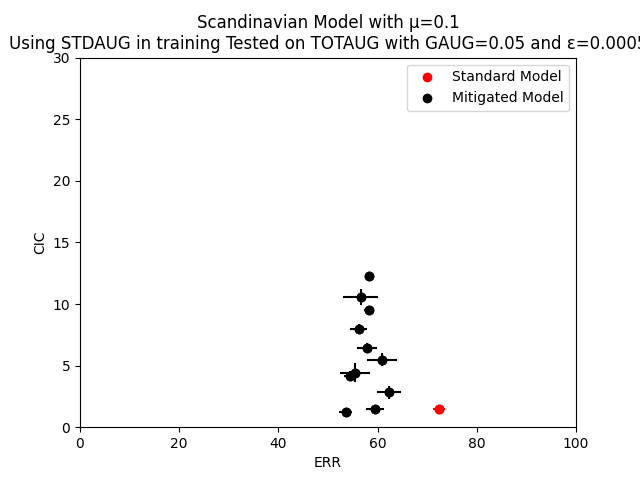 Scandinavian Model with μ=0.1
Using STDAUG in training Tested on TOTAUG with GAUG=0.05 and ε=0.0005
Standard Model
Mitigated Model
30
25
20
15
10
5
0
CIC
0 20 40 60 80 100
ERR